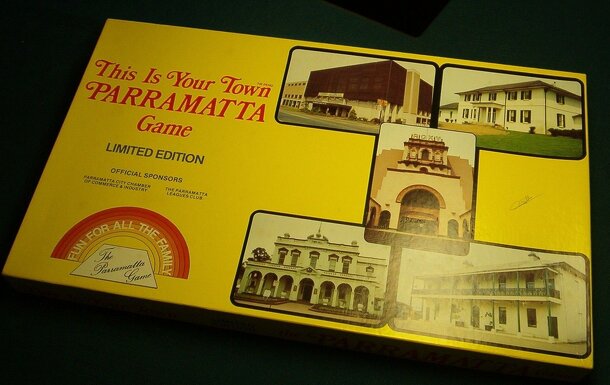 This Is Your Town
PARRAMATTA
Game
LIMITED EDITION
OFFICIAL SPONSORS
PARRAMATTA CITY CHAMBER
OF COMMERCE & INDUSTRY
THE PARRAMATTA
LEAGUES CLUB
FUN FOR ALL THE FAMILY
The
Parramatta
Game
PARRAMATTA